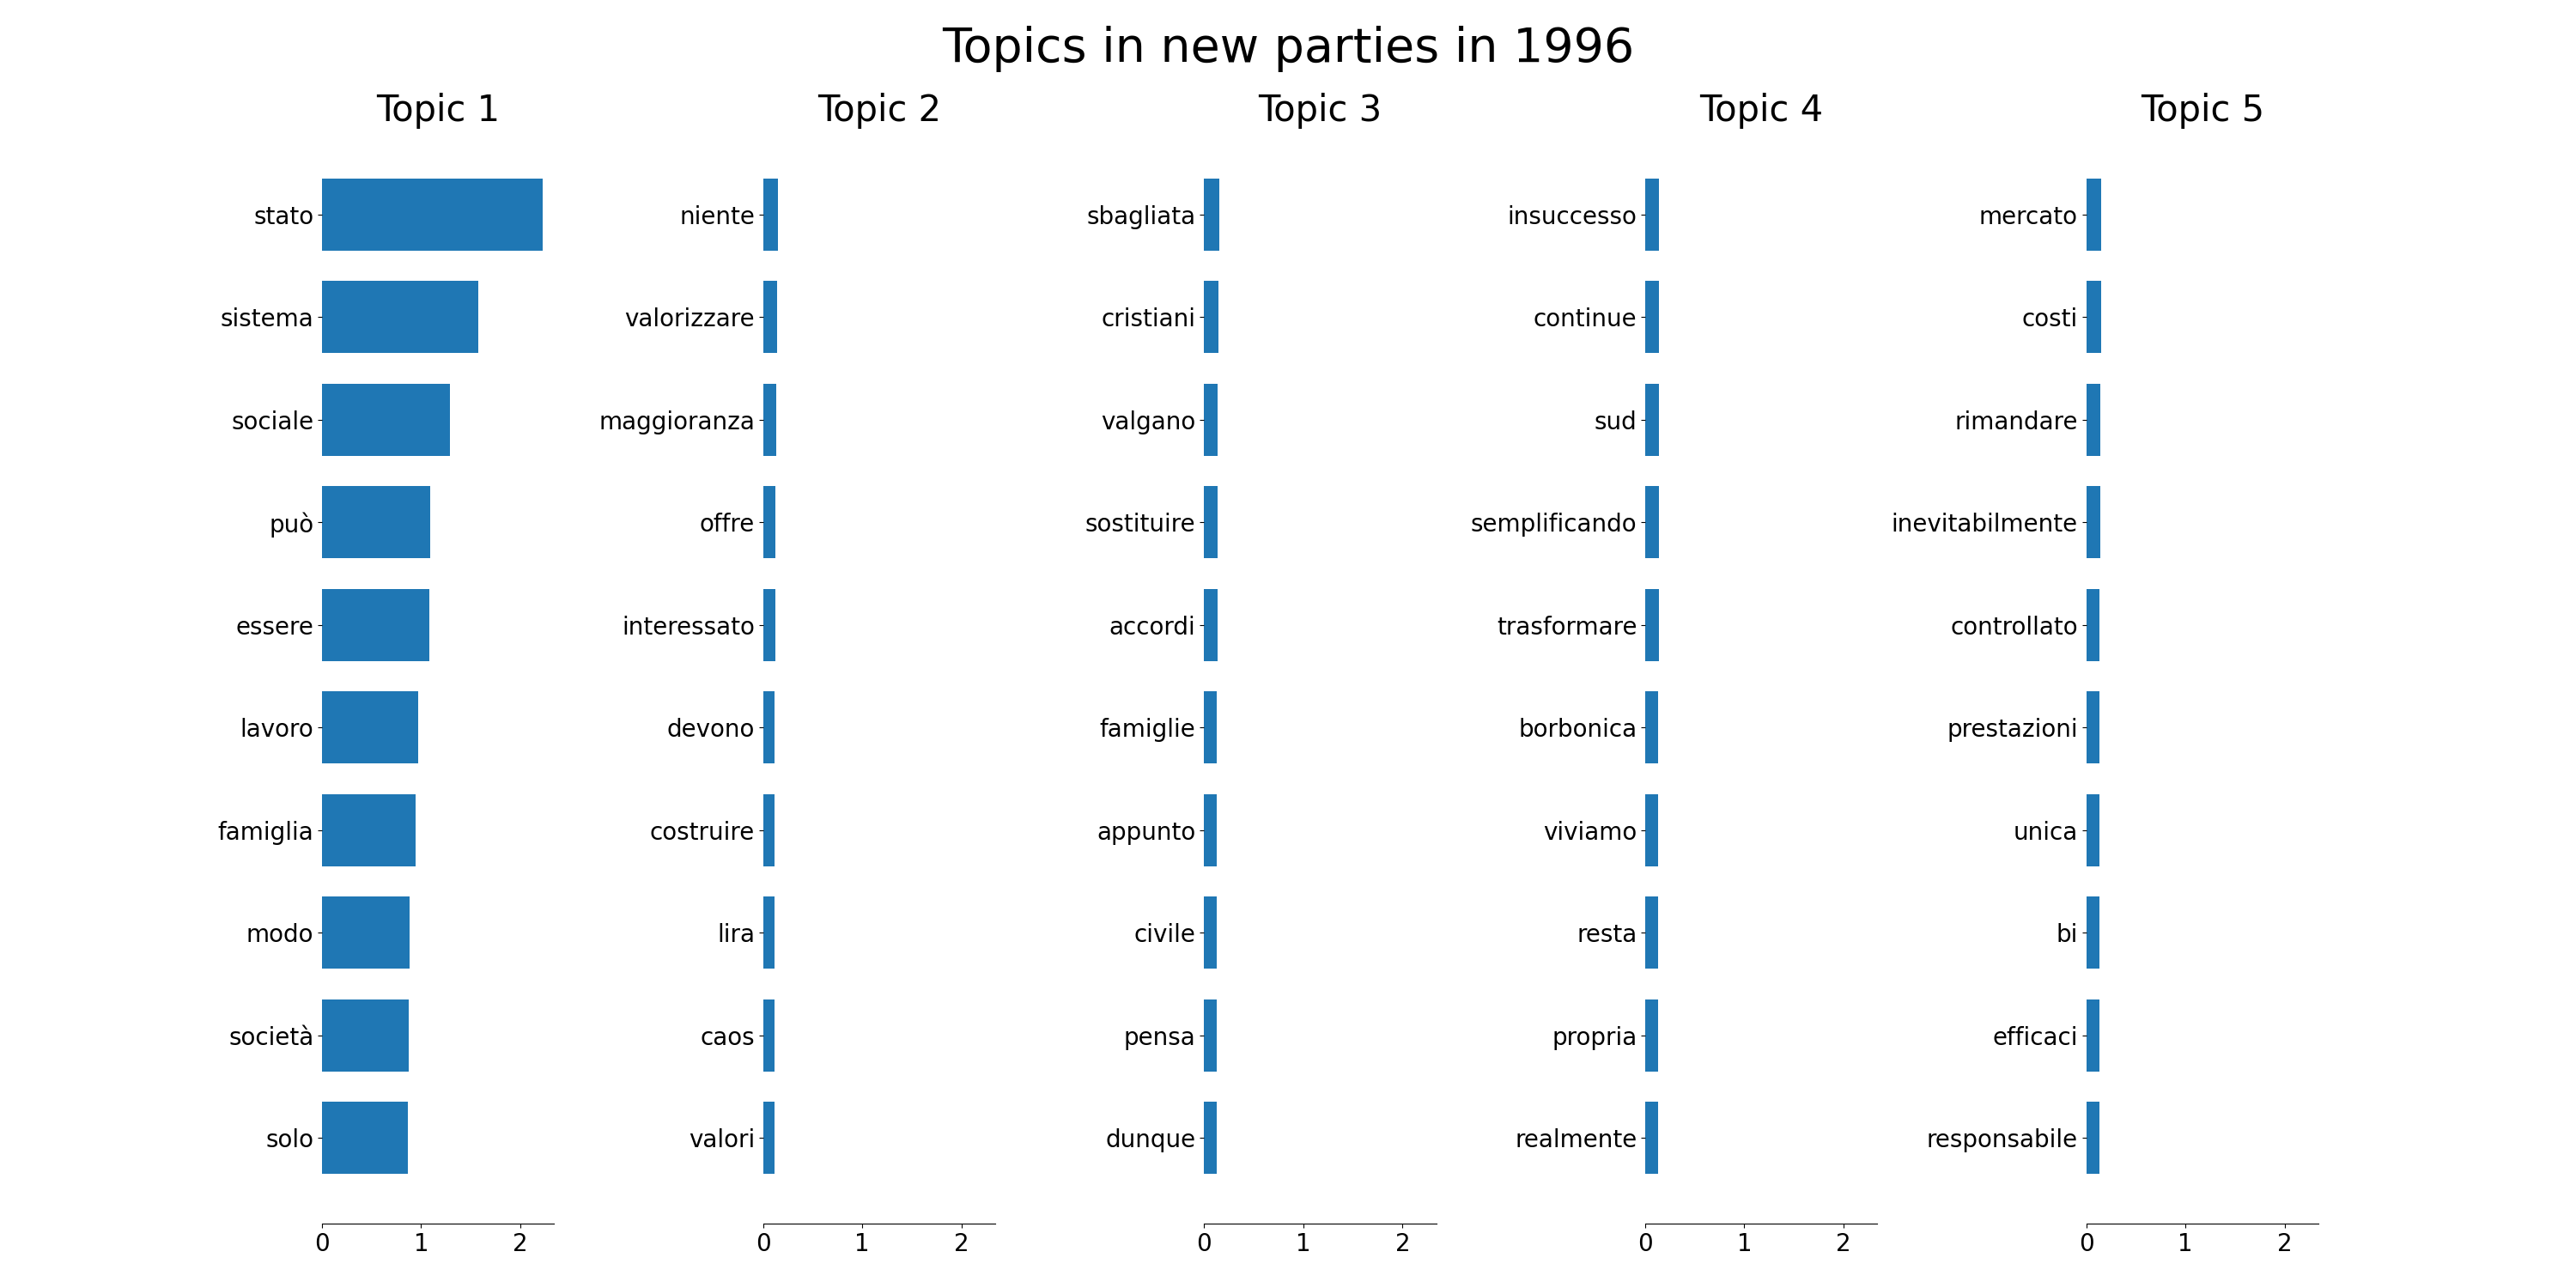 Topics in new parties in 1996
Topic 1
stato
sistema
sociale
può
essere
lavoro
famiglia
modo
società
solo
0 1 2
Topic 2
niente
valorizzare
maggioranza
offre
interessato
devono
costruire
lira
caos
valori
0 1 2
Topic 3
sbagliata
cristiani
valgano
sostituire
accordi
famiglie
appunto
civile
pensa
dunque
0 1 2
Topic 4
insuccesso
continue
sud
semplificando
trasformare
borbonica
viviamo
resta
propria
realmente
0 1 2
Topic 5
mercato
costi
rimandare
inevitabilmente
controllato
prestazioni
unica
bi
efficaci
responsabile
0 1 2